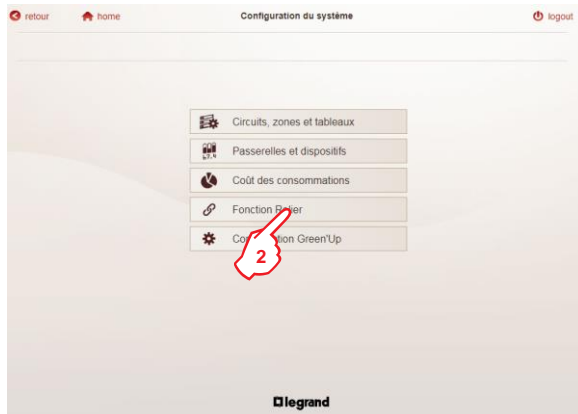 retour home Configuration du système logout
Circuits, zones et tableaux
Passerelles et dispositifs
Coût des consommations
Fonction Relier
Green'Up
2
legrand